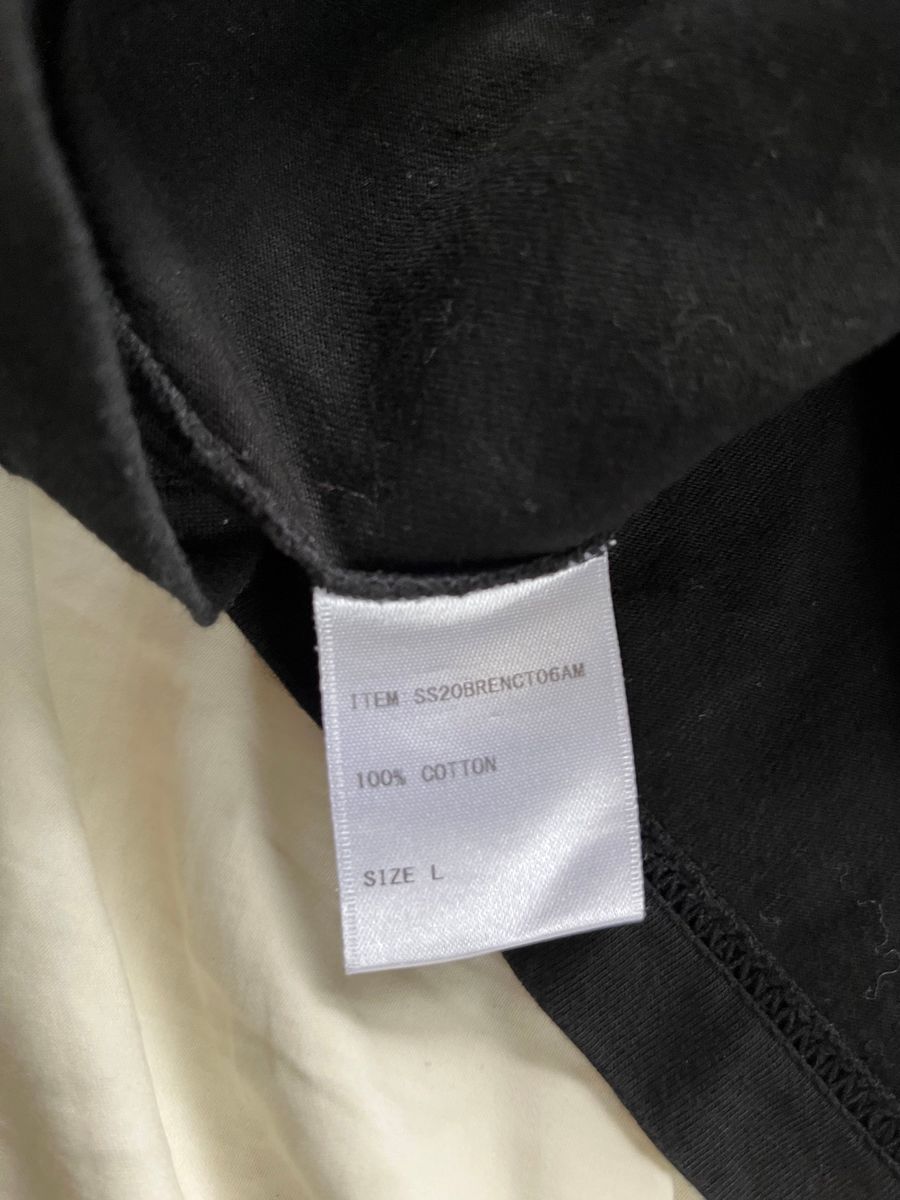 ITEM SS20BRENCT06AM
100% COTTON
SIZE L